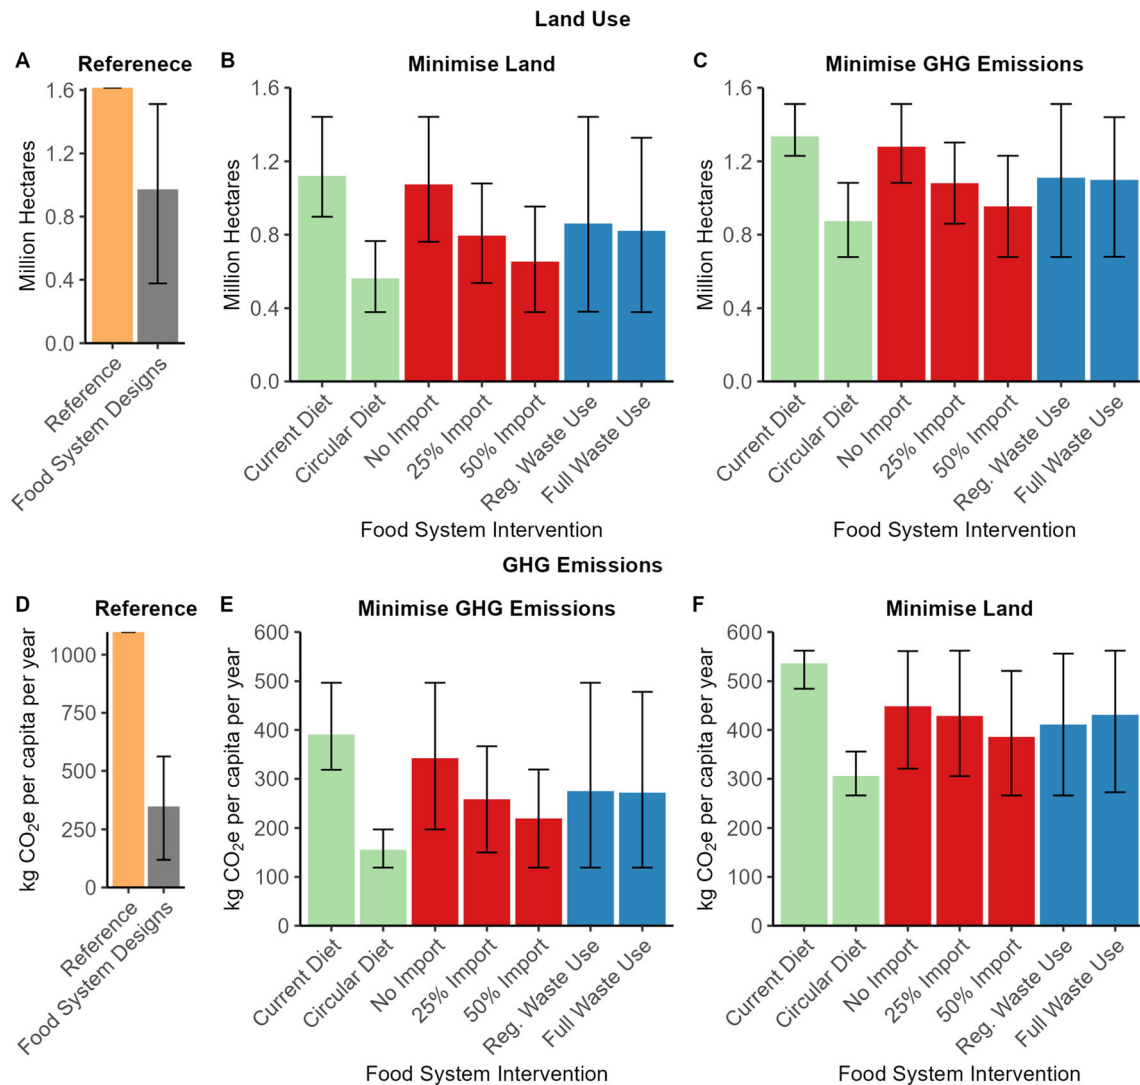 Land Use
A
Referenece
B
Minimise Land
C
Minimise GHG Emissions
Million Hectares
1.6
1.2
0.8
0.4
0.0
Reference
Food System Designs
Million Hectares
1.6
1.2
0.8
0.4
0.0
Current Diet
Circular Diet
No Import
25% Import
50% Import
Reg. Waste Use
Full Waste Use
Food System Intervention
Million Hectares
1.6
1.2
0.8
0.4
0.0
Current Diet
Circular Diet
No Import
25% Import
50% Import
Reg. Waste Use
Full Waste Use
Food System Intervention
GHG Emissions
D
Reference
E
Minimise GHG Emissions
F
Minimise Land
kg CO₂e per capita per year
1000
750
500
250
0
Reference
Food System Designs
kg CO₂e per capita per year
600
500
400
300
200
100
0
Current Diet
Circular Diet
No Import
25% Import
50% Import
Reg. Waste Use
Full Waste Use
Food System Intervention
kg CO₂e per capita per year
600
500
400
300
200
100
0
Current Diet
Circular Diet
No Import
25% Import
50% Import
Reg. Waste Use
Full Waste Use
Food System Intervention